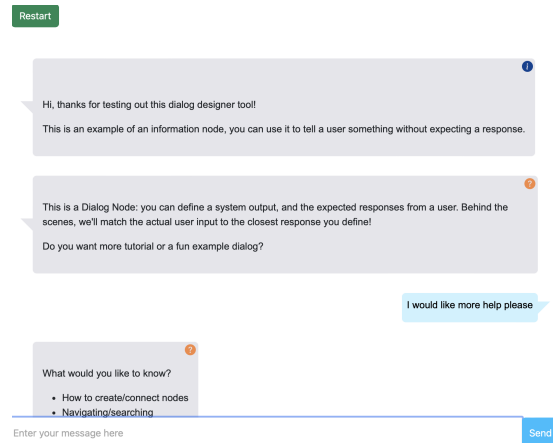 Restart
i
Hi, thanks for testing out this dialog designer tool!
This is an example of an information node, you can use it to tell a user something without expecting a response.
?
This is a Dialog Node: you can define a system output, and the expected responses from a user. Behind the
scenes, we'll match the actual user input to the closest response you define!
Do you want more tutorial or a fun example dialog?
I would like more help please
?
What would you like to know?
• How to create/connect nodes
• Navigating/searching
Enter your message here
Send